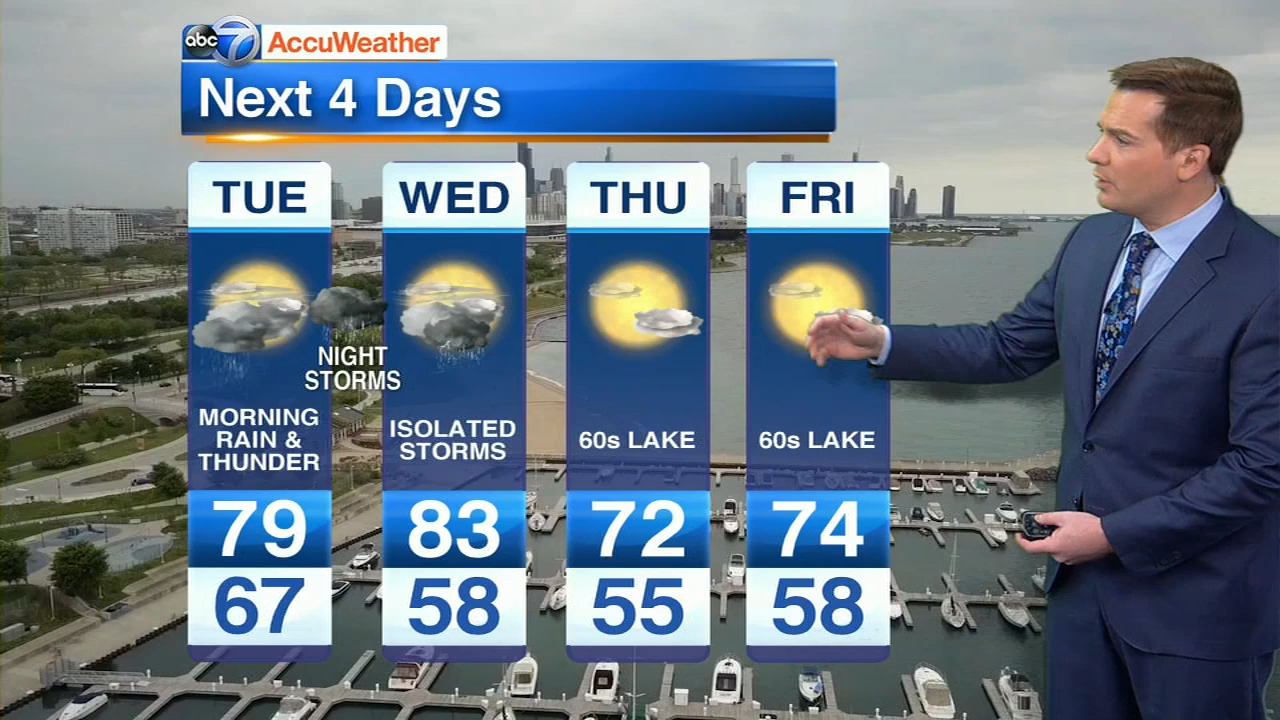 abc 7 AccuWeather
Next 4 Days
TUE WED THU FRI
NIGHT
STORMS
MORNING
RAIN &
THUNDER
ISOLATED
STORMS
60s LAKE
60s LAKE
79 83 72 74
67 58 55 58